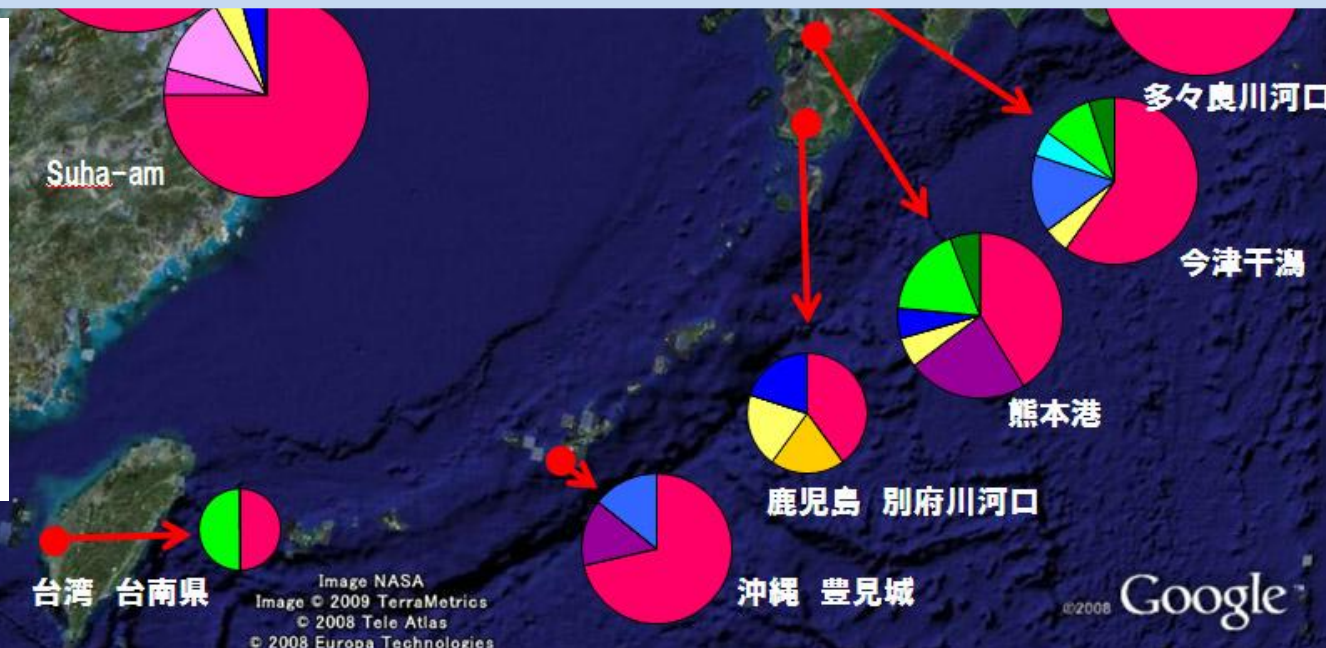 多々良川河口
Suha-am
今津干潟
熊本港
鹿児島 別府川河口
沖縄 豊見城
台湾 台南県
Image NASA
Image © 2009 TerraMetrics
© 2008 Tele Atlas
© 2008 Europa Technologies
©2008 Google™